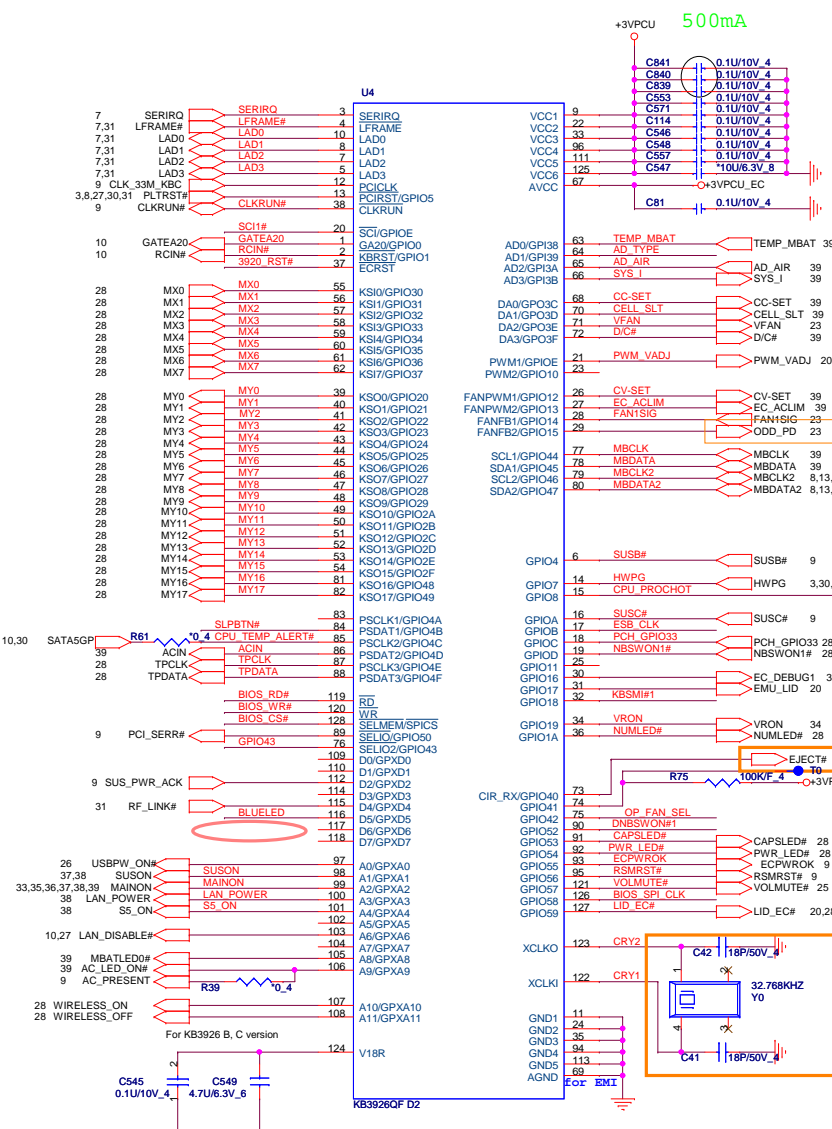 +3VPCU 500mA
C841 0.1U/10V_4
C840 0.1U/10V_4
C839 0.1U/10V_4
C553 0.1U/10V_4
C571 0.1U/10V_4
C114 0.1U/10V_4
C546 0.1U/10V_4
C548 0.1U/10V_4
C557 0.1U/10V_4
C547 *10U/6.3V_8
+3VPCU_EC
C81 0.1U/10V_4
U4
7 SERIRQ SERIRQ 3 SERIRQ
7,31 LFRAME# LFRAME# 4 LFRAME
7,31 LAD0 LAD0 10 LAD0
7,31 LAD1 LAD1 8 LAD1
7,31 LAD2 LAD2 7 LAD2
7,31 LAD3 LAD3 5 LAD3
9 CLK_33M_KBC 12 PCICLK
3,8,27,30,31 PLTRST# 13 PCIRST/GPIO5
9 CLKRUN# CLKRUN# 38 CLKRUN
SCI1# 20 SCI/GPIOE
10 GATEA20 GATEA20 1 GA20/GPIO0
10 RCIN# RCIN# 2 KBRST/GPIO1
3920_RST# 37 ECRST
28 MX0 MX0 55 KSI0/GPIO30
28 MX1 MX1 56 KSI1/GPIO31
28 MX2 MX2 57 KSI2/GPIO32
28 MX3 MX3 58 KSI3/GPIO33
28 MX4 MX4 59 KSI4/GPIO34
28 MX5 MX5 60 KSI5/GPIO35
28 MX6 MX6 61 KSI6/GPIO36
28 MX7 MX7 62 KSI7/GPIO37
28 MY0 MY0 39 KSO0/GPIO20
28 MY1 MY1 40 KSO1/GPIO21
28 MY2 MY2 41 KSO2/GPIO22
28 MY3 MY3 42 KSO3/GPIO23
28 MY4 MY4 43 KSO4/GPIO24
28 MY5 MY5 44 KSO5/GPIO25
28 MY6 MY6 45 KSO6/GPIO26
28 MY7 MY7 46 KSO7/GPIO27
28 MY8 MY8 47 KSO8/GPIO28
28 MY9 MY9 48 KSO9/GPIO29
28 MY10 MY10 49 KSO10/GPIO2A
28 MY11 MY11 50 KSO11/GPIO2B
28 MY12 MY12 51 KSO12/GPIO2C
28 MY13 MY13 52 KSO13/GPIO2D
28 MY14 MY14 53 KSO14/GPIO2E
28 MY15 MY15 54 KSO15/GPIO2F
28 MY16 MY16 81 KSO16/GPIO48
28 MY17 MY17 82 KSO17/GPIO49
83 PSCLK1/GPIO4A
SLPBTN# 84 PSDAT1/GPIO4B
10,30 SATA5GP R61 *0_4 CPU_TEMP_ALERT# 85 PSCLK2/GPIO4C
39 ACIN ACIN 86 PSDAT2/GPIO4D
28 TPCLK TPCLK 87 PSCLK3/GPIO4E
28 TPDATA TPDATA 88 PSDAT3/GPIO4F
BIOS_RD# 119 RD
BIOS_WR# 120 WR
BIOS_CS# 128 SELMEM/SPICS
9 PCI_SERR# 89 SELIO/GPIO50
GPIO43 76 SELIO2/GPIO43
109 D0/GPXD0
110 D1/GPXD1
9 SUS_PWR_ACK 112 D2/GPXD2
114 D3/GPXD3
31 RF_LINK# 115 D4/GPXD4
BLUELED 116 D5/GPXD5
117 D6/GPXD6
118 D7/GPXD7
26 USBPW_ON# 97 A0/GPXA0
37,38 SUSON SUSON 98 A1/GPXA1
33,35,36,37,38,39 MAINON MAINON 99 A2/GPXA2
38 LAN_POWER LAN_POWER 100 A3/GPXA3
38 S5_ON S5_ON 101 A4/GPXA4
102 A5/GPXA5
10,27 LAN_DISABLE# 103 A6/GPXA6
104 A7/GPXA7
39 MBATLED0# 105 A8/GPXA8
39 AC_LED_ON# 106 A9/GPXA9
9 AC_PRESENT R39 *0_4
28 WIRELESS_ON 107 A10/GPXA10
28 WIRELESS_OFF 108 A11/GPXA11
For KB3926 B, C version
124 V18R
C545 0.1U/10V_4 2 1
C549 4.7U/6.3V_6
KB3926QF D2
VCC1 9
VCC2 22
VCC3 33
VCC4 96
VCC5 111
VCC6 125
AVCC 67
AD0/GPI38 63 TEMP_MBAT TEMP_MBAT 39
AD1/GPI39 64 AD_TYPE
AD2/GPI3A 65 AD_AIR AD_AIR 39
AD3/GPI3B 66 SYS_I SYS_I 39
DA0/GPO3C 68 CC-SET CC-SET 39
DA1/GPO3D 70 CELL_SLT CELL_SLT 39
DA2/GPO3E 71 VFAN VFAN 23
DA3/GPO3F 72 D/C# D/C# 39
PWM1/GPIOE 21 PWM_VADJ PWM_VADJ 20
PWM2/GPIO10 23
FANPWM1/GPIO12 26 CV-SET CV-SET 39
FANPWM2/GPIO13 27 EC_ACLIM EC_ACLIM 39
FANFB1/GPIO14 28 FAN1SIG FAN1SIG 23
FANFB2/GPIO15 29 ODD_PD 23
SCL1/GPIO44 77 MBCLK MBCLK 39
SDA1/GPIO45 78 MBDATA MBDATA 39
SCL2/GPIO46 79 MBCLK2 MBCLK2 8,13,
SDA2/GPIO47 80 MBDATA2 MBDATA2 8,13,
GPIO4 6 SUSB# SUSB# 9
GPIO7 14 HWPG HWPG 3,30,
GPIO8 15 CPU_PROCHOT
GPIOA 16 SUSC# SUSC# 9
GPIOB 17 ESB_CLK
GPIOC 18 PCH_GPIO33 PCH_GPIO33 28
GPIOD 19 NBSWON1# NBSWON1# 28
GPIO11 25
GPIO16 30 EC_DEBUG1 3
GPIO17 31 EMU_LID 20
GPIO18 32 KBSMI#1
GPIO19 34 VRON VRON 34
GPIO1A 36 NUMLED# NUMLED# 28
EJECT#
T0
R75 100K/F_4 +3VP
CIR_RX/GPIO40 73
GPIO41 74
GPIO42 75 OP_FAN_SEL
GPIO52 90 DNBSWON#1
GPIO53 91 CAPSLED# CAPSLED# 28
GPIO54 92 PWR_LED# PWR_LED# 28
GPIO55 93 ECPWROK ECPWROK 9
GPIO56 95 RSMRST# RSMRST# 9
GPIO57 121 VOLMUTE# VOLMUTE# 25
GPIO58 126 BIOS_SPI_CLK
GPIO59 127 LID_EC# LID_EC# 20,28
XCLKO 123 CRY2 C42 18P/50V_4
XCLKI 122 CRY1 1 2 32.768KHZ
Y0
4 3
C41 18P/50V_4
GND1 11
GND2 24
GND3 35
GND4 94
GND5 113
AGND 69
for EMI